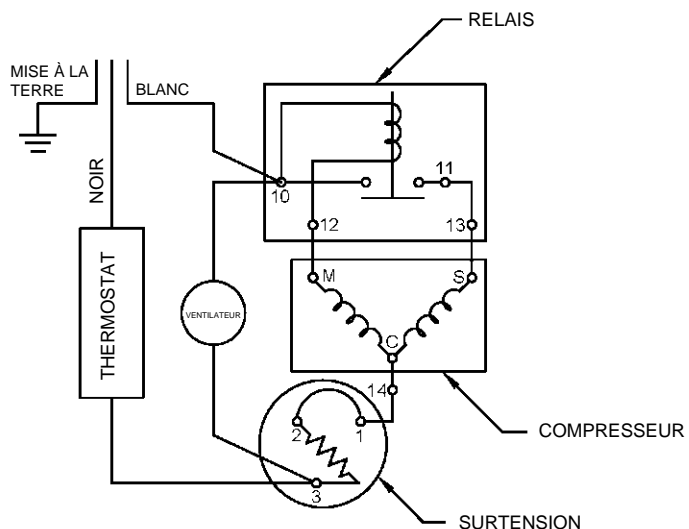 RELAIS
MISE À LA
TERRE
BLANC
NOIR
10
11
12
13
THERMOSTAT
VENTILATEUR
M
S
C
14
2
1
3
COMPRESSEUR
SURTENSION